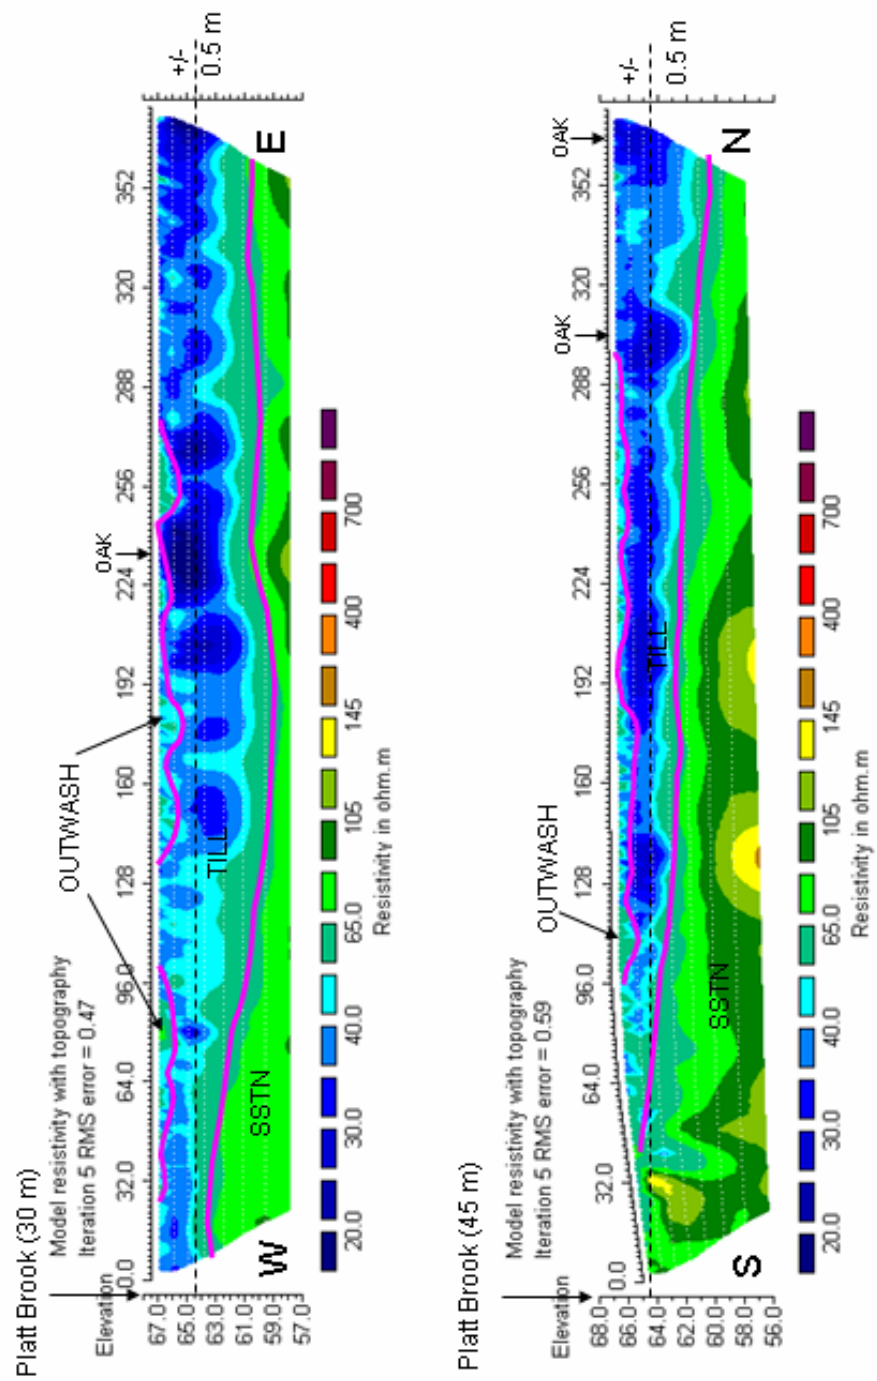 Platt Brook (30 m)
Model resistivity with topography
Iteration 5 RMS error = 0.47
Elevation
0.0 32.0 64.0 96.0 128 160 192 224 256 288 320 352
OUTWASH
0AK
+/-
0.5 m
67.0
65.0
63.0
61.0
59.0
57.0
TILL
SSTN
W
E
20.0 30.0 40.0 65.0 105 145 400 700
Resistivity in ohm.m
Platt Brook (45 m)
Model resistivity with topography
Iteration 5 RMS error = 0.59
Elevation
0.0 32.0 64.0 96.0 128 160 192 224 256 288 320 352
OUTWASH
0AK
0AK
+/-
0.5 m
68.0
66.0
64.0
62.0
60.0
58.0
56.0
TILL
SSTN
S
N
20.0 30.0 40.0 65.0 105 145 400 700
Resistivity in ohm.m